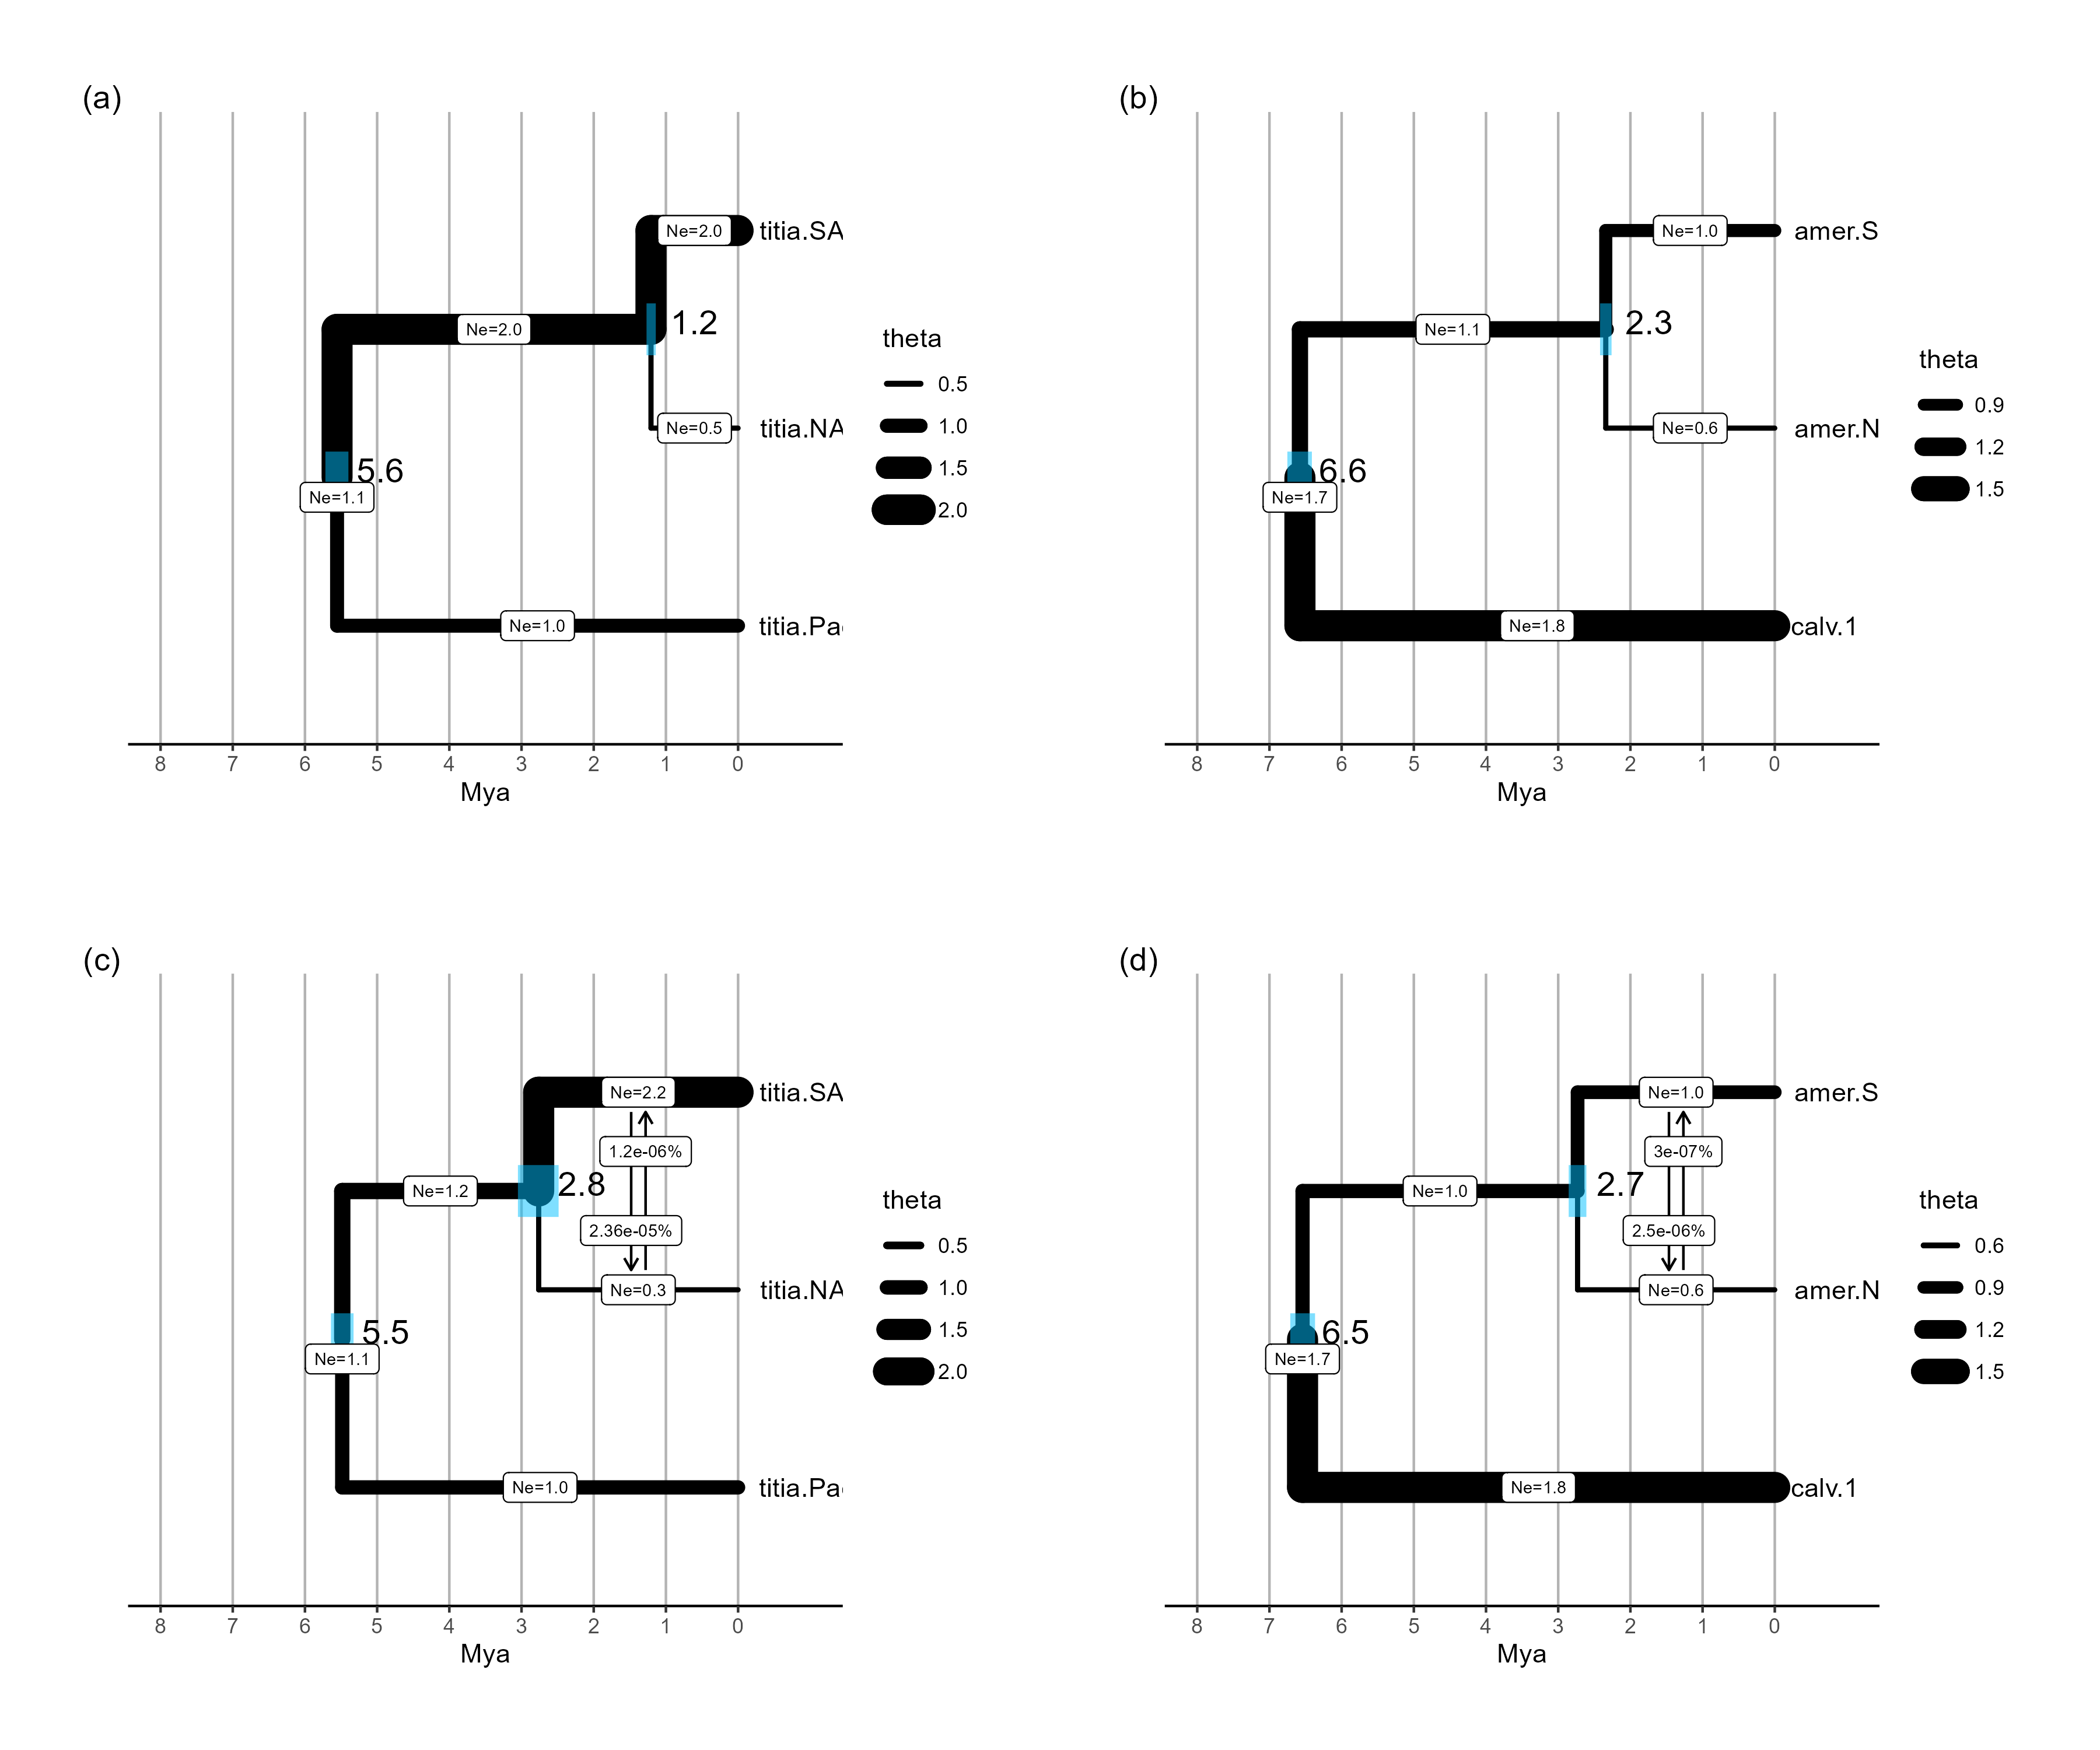 (a)
Ne=2.0
titia.SA
Ne=2.0
1.2
Ne=0.5
titia.NA
5.6
Ne=1.1
Ne=1.0
titia.Pa
theta
0.5
1.0
1.5
2.0
8 7 6 5 4 3 2 1 0
Mya
(b)
Ne=1.0
amer.S
Ne=1.1
2.3
Ne=0.6
amer.N
6.6
Ne=1.7
Ne=1.8
calv.1
theta
0.9
1.2
1.5
8 7 6 5 4 3 2 1 0
Mya
(c)
Ne=2.2
titia.SA
1.2e-06%
Ne=1.2
2.8
2.36e-05%
Ne=0.3
titia.NA
5.5
Ne=1.1
Ne=1.0
titia.Pa
theta
0.5
1.0
1.5
2.0
8 7 6 5 4 3 2 1 0
Mya
(d)
Ne=1.0
amer.S
3e-07%
Ne=1.0
2.7
2.5e-06%
Ne=0.6
amer.N
6.5
Ne=1.7
Ne=1.8
calv.1
theta
0.6
0.9
1.2
1.5
8 7 6 5 4 3 2 1 0
Mya